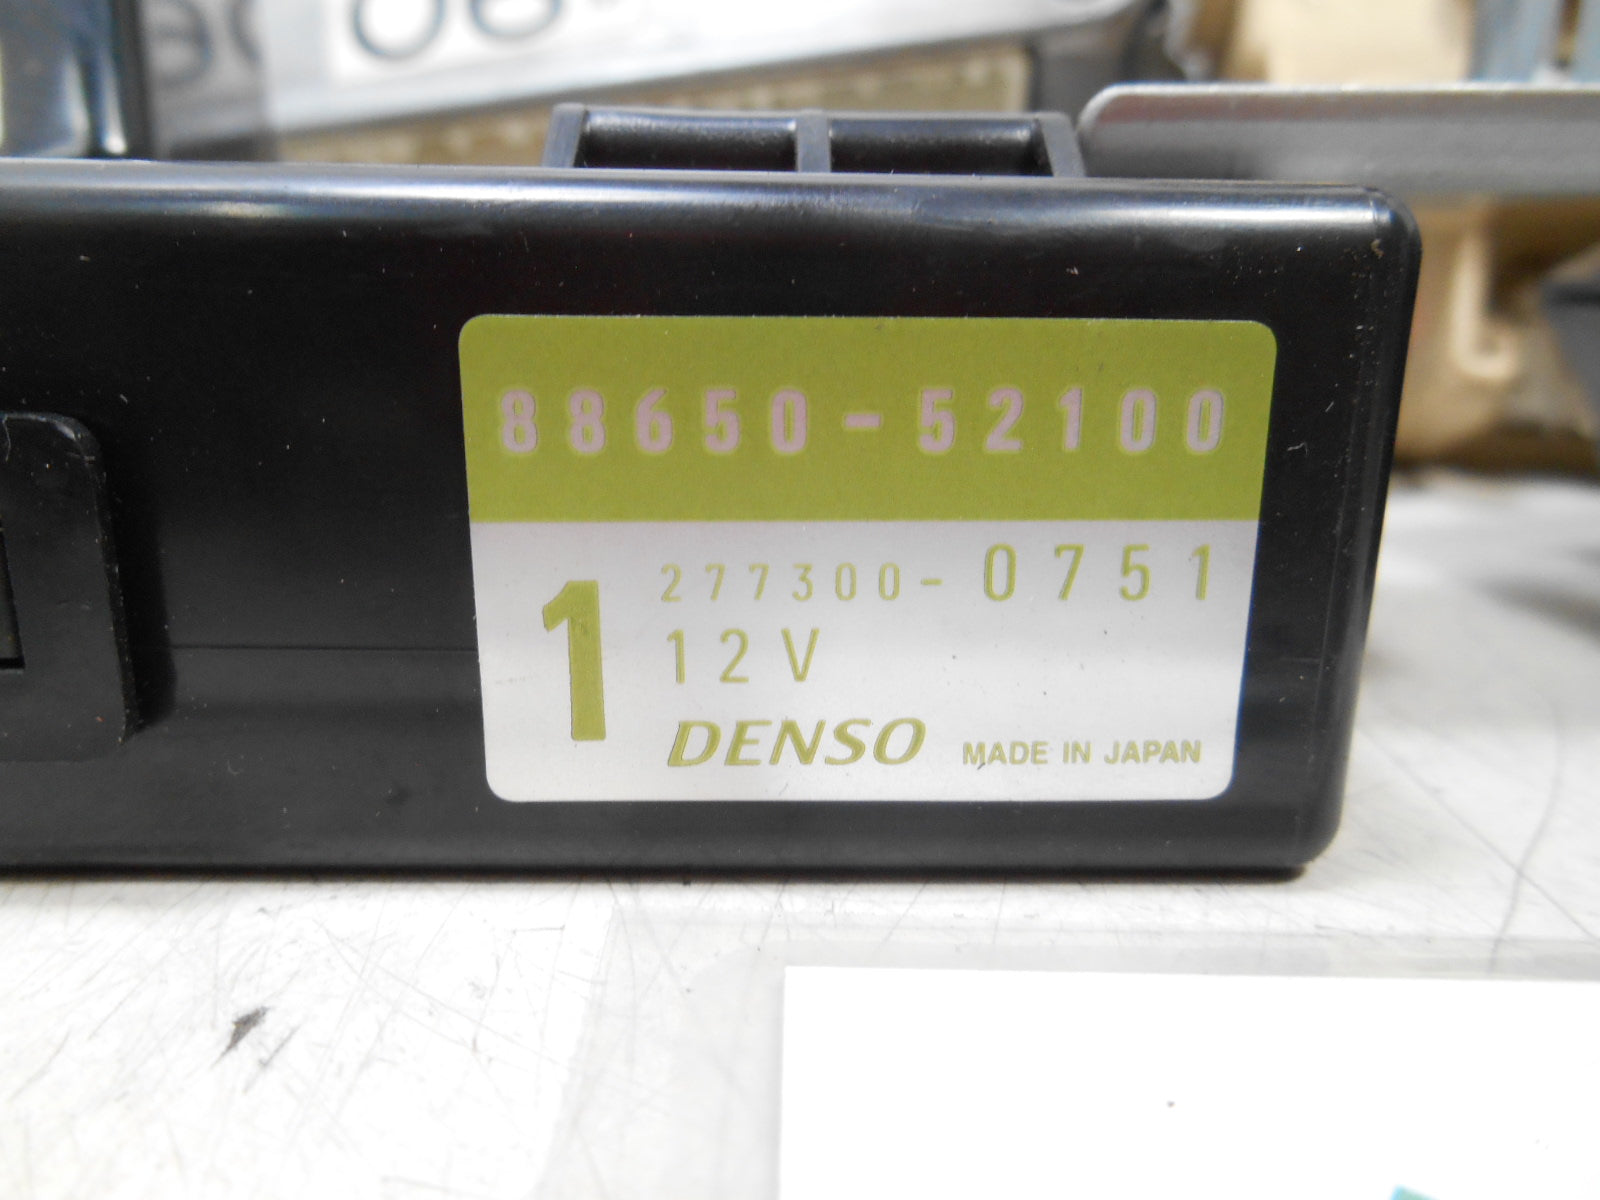 88650-52100
1
277300-0751
12V
DENSO MADE IN JAPAN